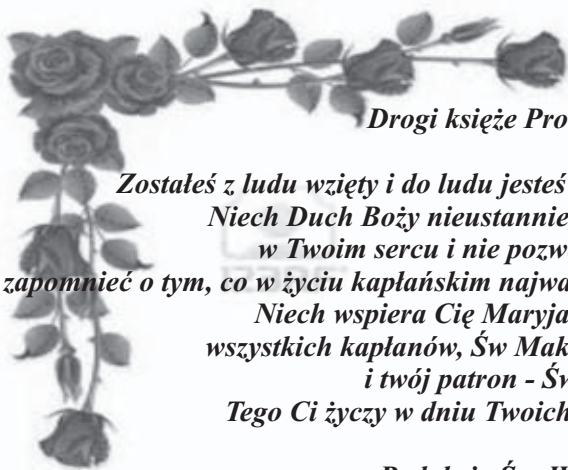 Drogi księże Pro
Zostałeś z ludu wzięty i do ludu jesteś
Niech Duch Boży nieustannie
w Twoim sercu i nie pozw
zapomnieć o tym, co w życiu kapłańskim najwa
Niech wspiera Cię Maryja
wszystkich kapłanów, Św Mak
i twój patron - Św
Tego Ci życzy w dniu Twoich